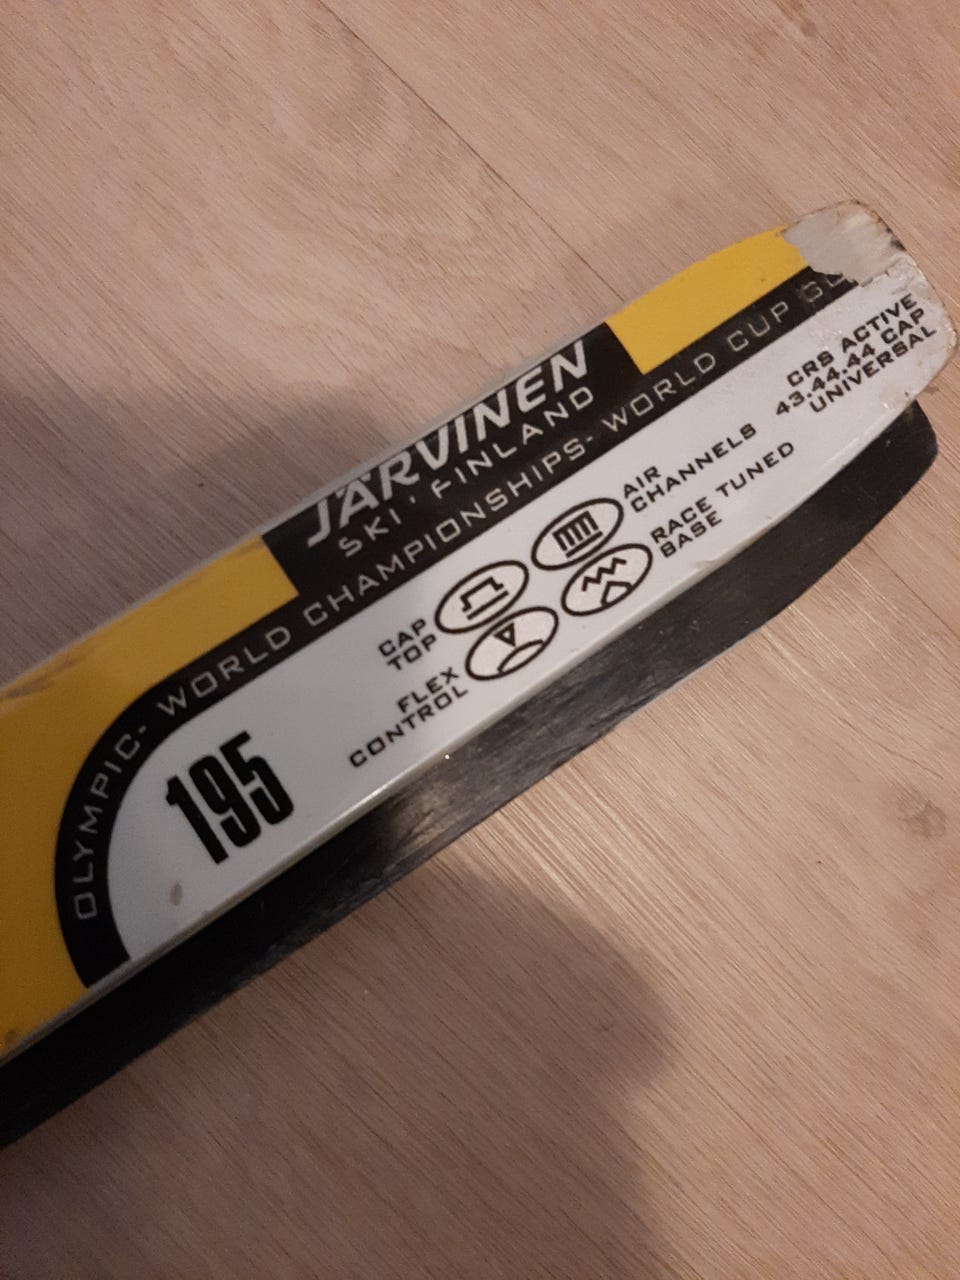 JÄRVINEN
SKI · FINLAND
OLYMPIC- WORLD CHAMPIONSHIPS- WORLD CUP
CRS ACTIVE
43.44.44 CAP
UNIVERSAL
AIR
CHANNELS
RACE TUNED
BASE
CAP
TOP
FLEX
CONTROL
195